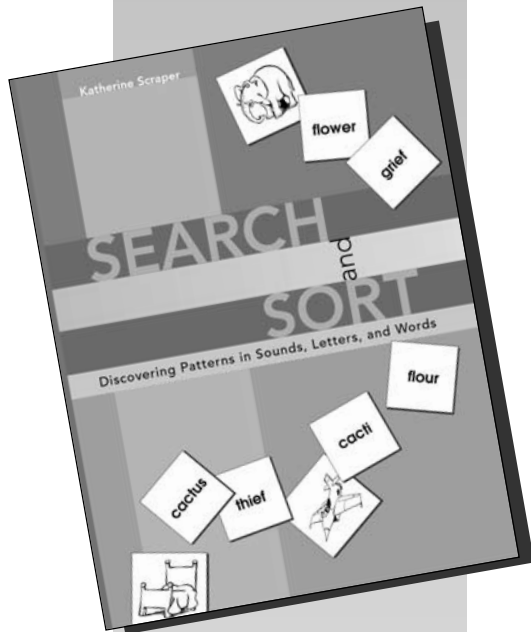 Katherine Scraper
flower
grief
SEARCH
and
SORT
Discovering Patterns in Sounds, Letters, and Words
flour
cacti
cactus
thief